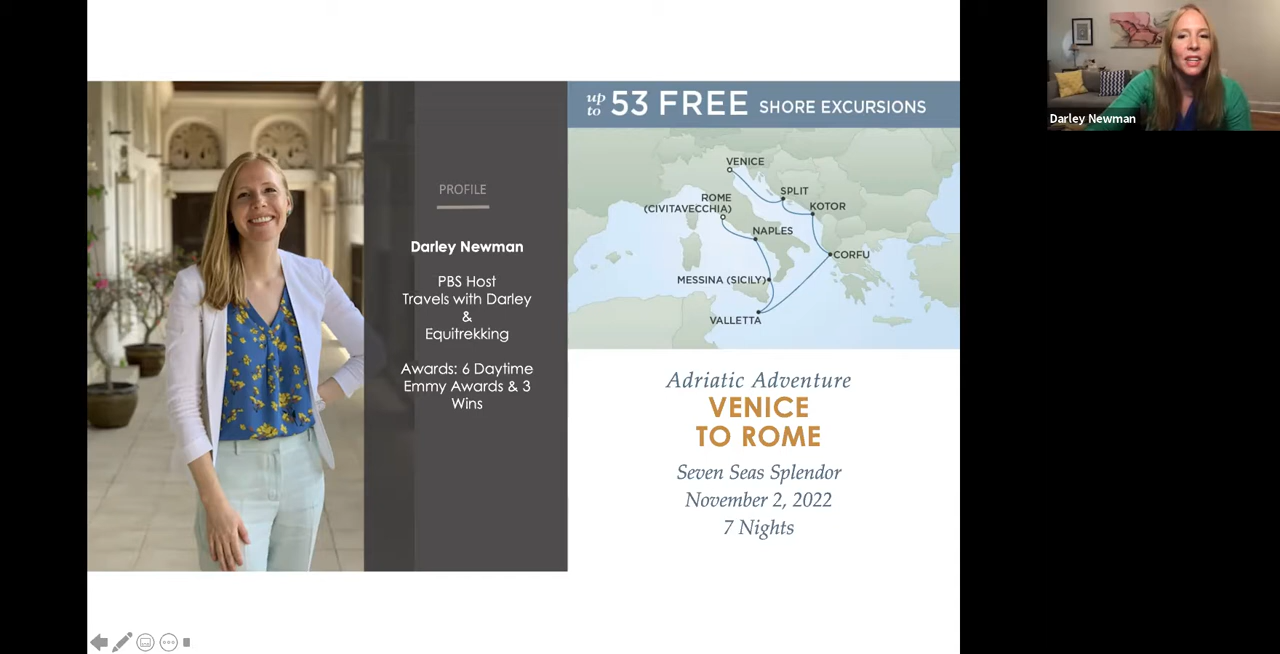 PROFILE
Darley Newman
PBS Host
Travels with Darley
&
Equitrekking
Awards: 6 Daytime
Emmy Awards & 3
Wins
up to 53 FREE SHORE EXCURSIONS
VENICE
SPLIT
ROME
(CIVITAVECCHIA)
KOTOR
NAPLES
CORFU
MESSINA (SICILY)
VALLETTA
Adriatic Adventure
VENICE
TO ROME
Seven Seas Splendor
November 2, 2022
7 Nights
Darley Newman